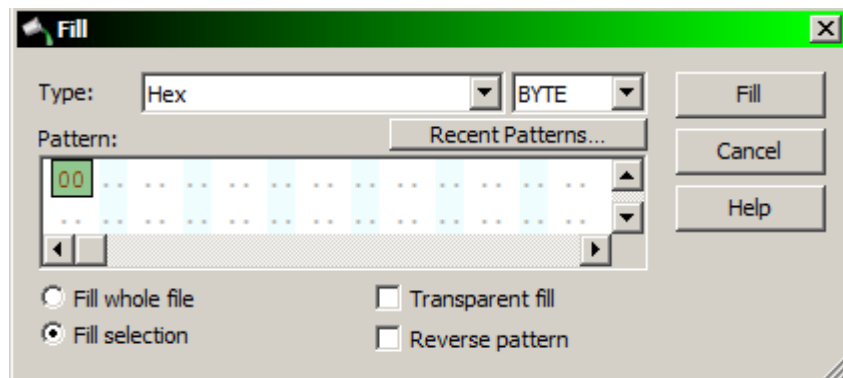 Fill
Type: Hex BYTE Fill
Pattern: Recent Patterns... Cancel
00 .. .. .. .. .. .. .. .. .. .. .. ..
.. .. .. .. .. .. .. .. .. .. .. .. .. Help
Fill whole file Transparent fill
Fill selection Reverse pattern